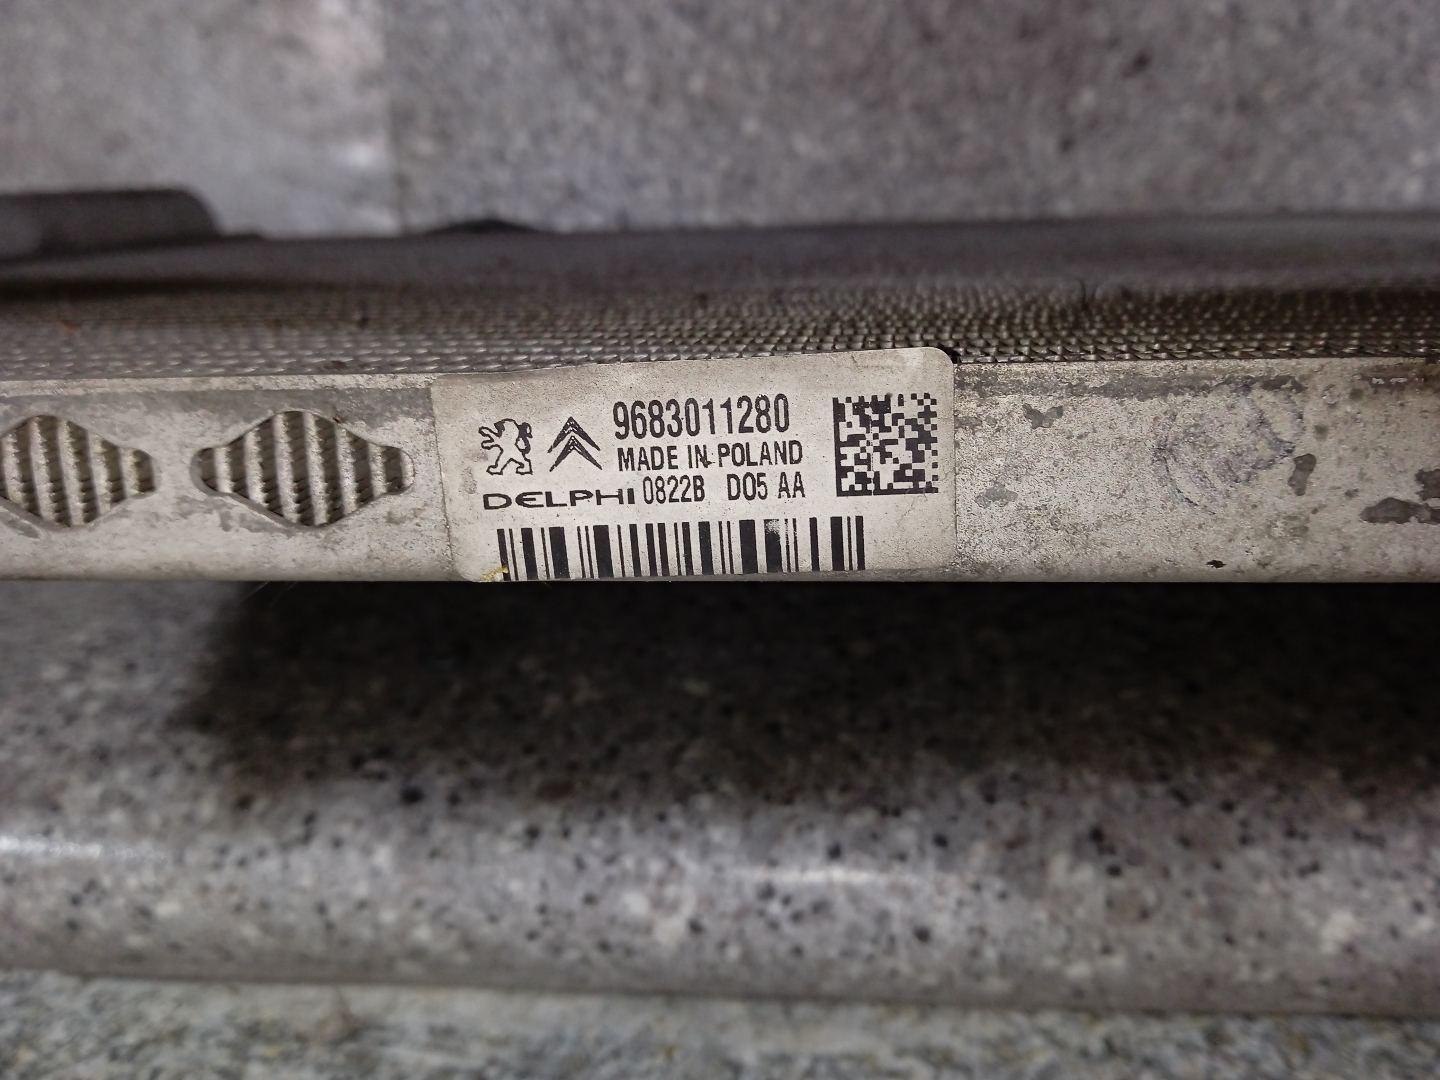 9683011280
MADE IN POLAND
DELPHI 0822B D05 AA